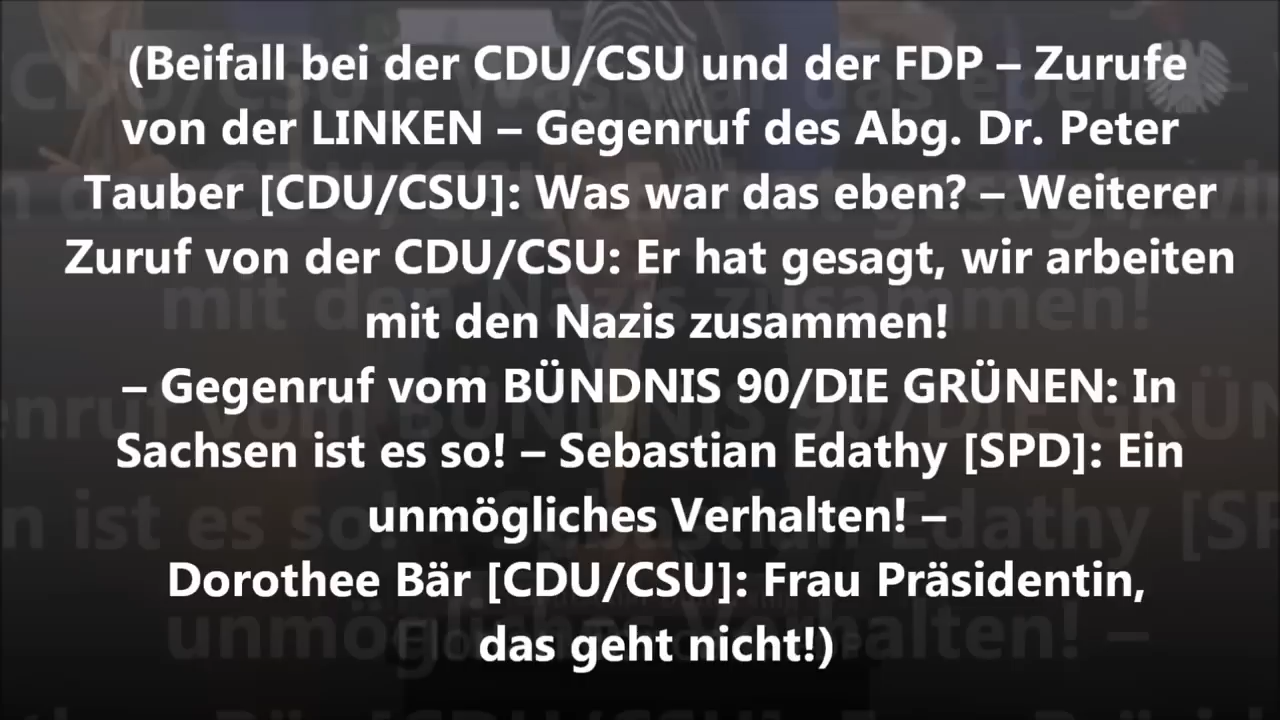 (Beifall bei der CDU/CSU und der FDP – Zurufe
von der LINKEN – Gegenruf des Abg. Dr. Peter
Tauber [CDU/CSU]: Was war das eben? – Weiterer
Zuruf von der CDU/CSU: Er hat gesagt, wir arbeiten
mit den Nazis zusammen!
– Gegenruf vom BÜNDNIS 90/DIE GRÜNEN: In
Sachsen ist es so! – Sebastian Edathy [SPD]: Ein
unmögliches Verhalten! –
Dorothee Bär [CDU/CSU]: Frau Präsidentin,
das geht nicht!)